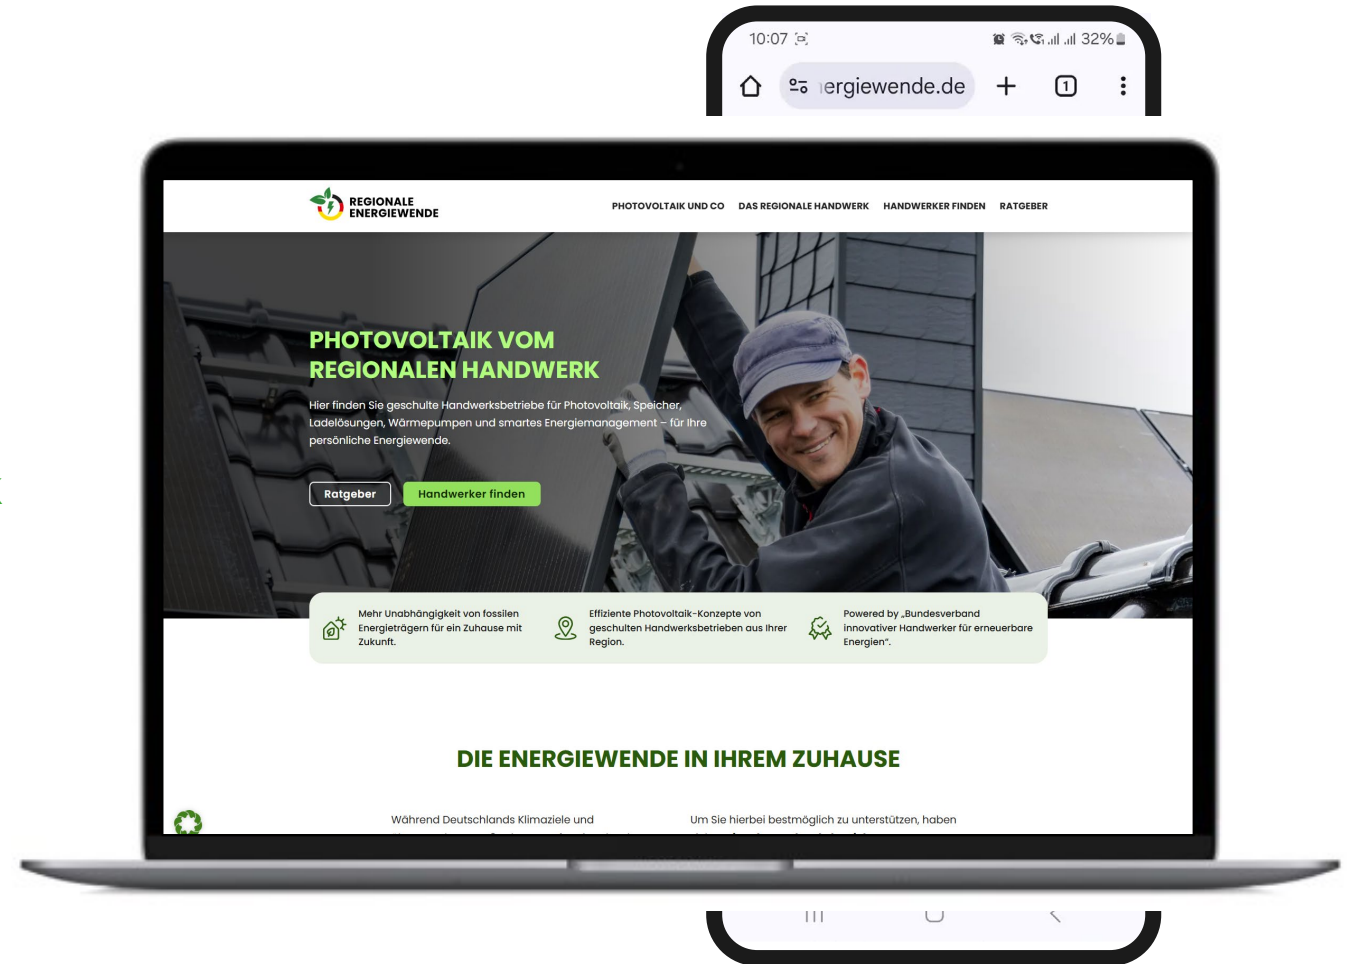 10:07
32%
nergiewende.de
1
REGIONALE
ENERGIEWENDE
PHOTOVOLTAIK UND CO DAS REGIONALE HANDWERK HANDWERKER FINDEN RATGEBER
PHOTOVOLTAIK VOM
REGIONALEN HANDWERK
Hier finden Sie geschulte Handwerksbetriebe für Photovoltaik, Speicher,
Ladelösungen, Wärmepumpen und smartes Energiemanagement – für Ihre
persönliche Energiewende.
Ratgeber Handwerker finden
Mehr Unabhängigkeit von fossilen
Energieträgern für ein Zuhause mit
Zukunft.
Effiziente Photovoltaik-Konzepte von
geschulten Handwerksbetrieben aus Ihrer
Region.
Powered by „Bundesverband
innovativer Handwerker für erneuerbare
Energien“.
DIE ENERGIEWENDE IN IHREM ZUHAUSE
Während Deutschlands Klimaziele und
Um Sie hierbei bestmöglich zu unterstützen, haben